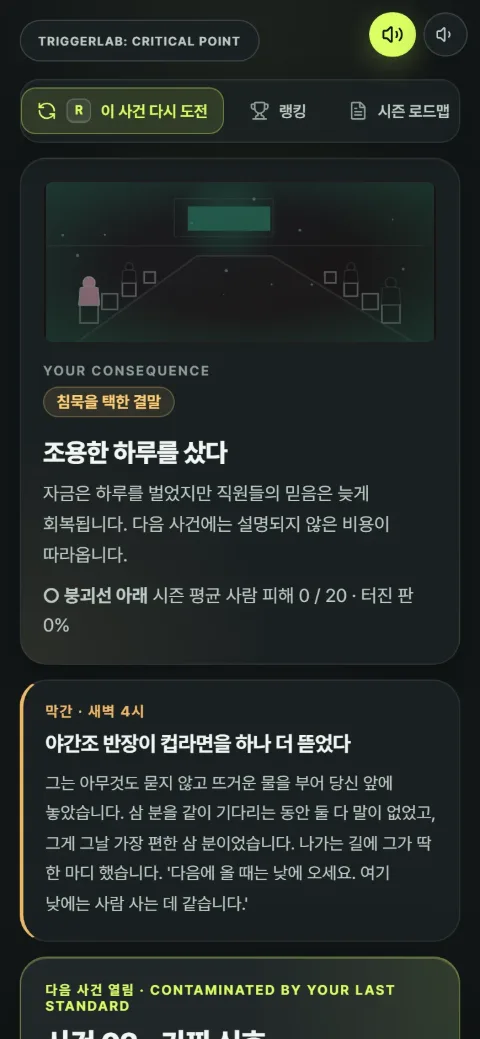 TRIGGERLAB: CRITICAL POINT
R 이 사건 다시 도전 랭킹 시즌 로드맵
YOUR CONSEQUENCE
침묵을 택한 결말
조용한 하루를 샀다
자금은 하루를 벌었지만 직원들의 믿음은 늦게
회복됩니다. 다음 사건에는 설명되지 않은 비용이
따라옵니다.
붕괴선 아래 시즌 평균 사람 피해 0 / 20 · 터진 판
0%
막간 · 새벽 4시
야간조 반장이 컵라면을 하나 더 뜯었다
그는 아무것도 묻지 않고 뜨거운 물을 부어 당신 앞에
놓았습니다. 삼 분을 같이 기다리는 동안 둘 다 말이 없었고,
그게 그날 가장 편한 삼 분이었습니다. 나가는 길에 그가 딱
한 마디 했습니다. '다음에 올 때는 낮에 오세요. 여기
낮에는 사람 사는 데 같습니다.'
다음 사건 열림 · CONTAMINATED BY YOUR LAST
STANDARD